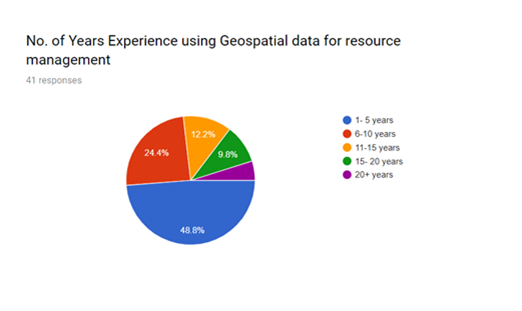 No. of Years Experience using Geospatial data for resource
management
41 responses
12.2%
24.4%
9.8%
48.8%
1- 5 years
6-10 years
11-15 years
15- 20 years
20+ years